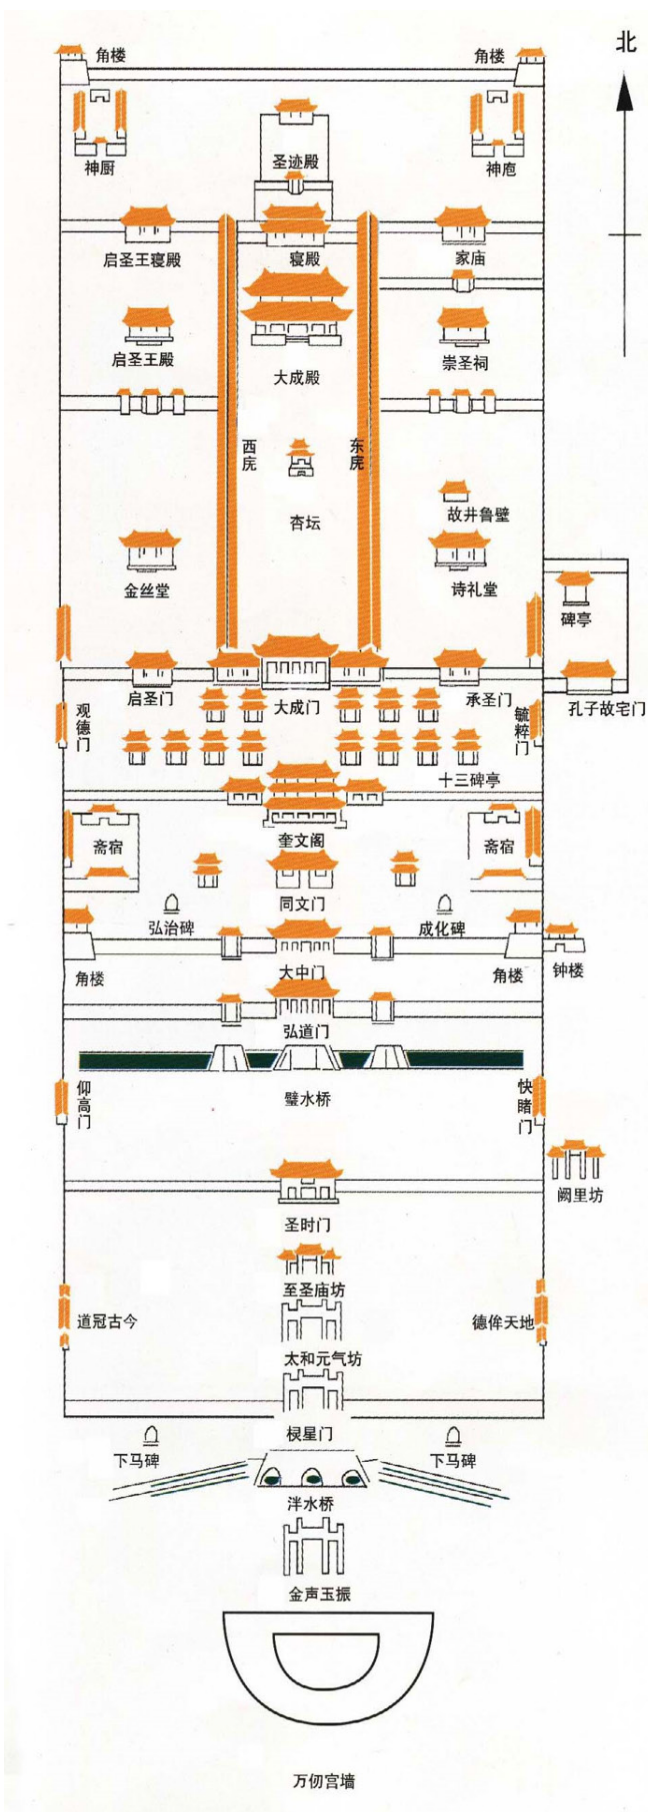 北
角楼
角楼
神厨
圣迹殿
神庖
启圣王寝殿
寝殿
家庙
启圣王殿
大成殿
崇圣祠
西庑
东庑
杏坛
故井鲁壁
金丝堂
诗礼堂
碑亭
启圣门
大成门
承圣门
孔子故宅门
观德门
毓粹门
十三碑亭
斋宿
奎文阁
斋宿
同文门
弘治碑
成化碑
角楼
大中门
角楼
钟楼
弘道门
仰高门
璧水桥
快睹门
阙里坊
圣时门
至圣庙坊
道冠古今
德侔天地
太和元气坊
棂星门
下马碑
下马碑
泮水桥
金声玉振
万仞宫墙